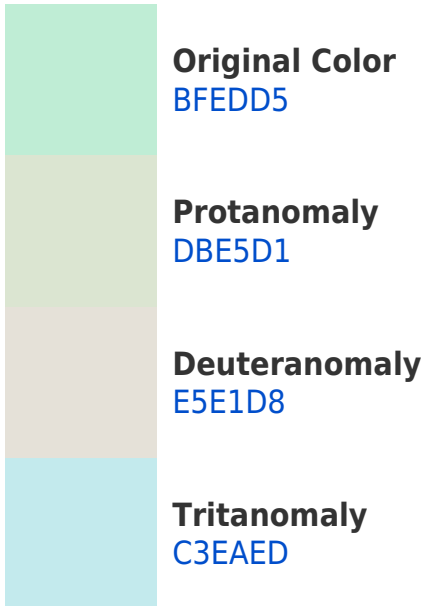 Original Color
BFEDD5
Protanomaly
DBE5D1
Deuteranomaly
E5E1D8
Tritanomaly
C3EAED